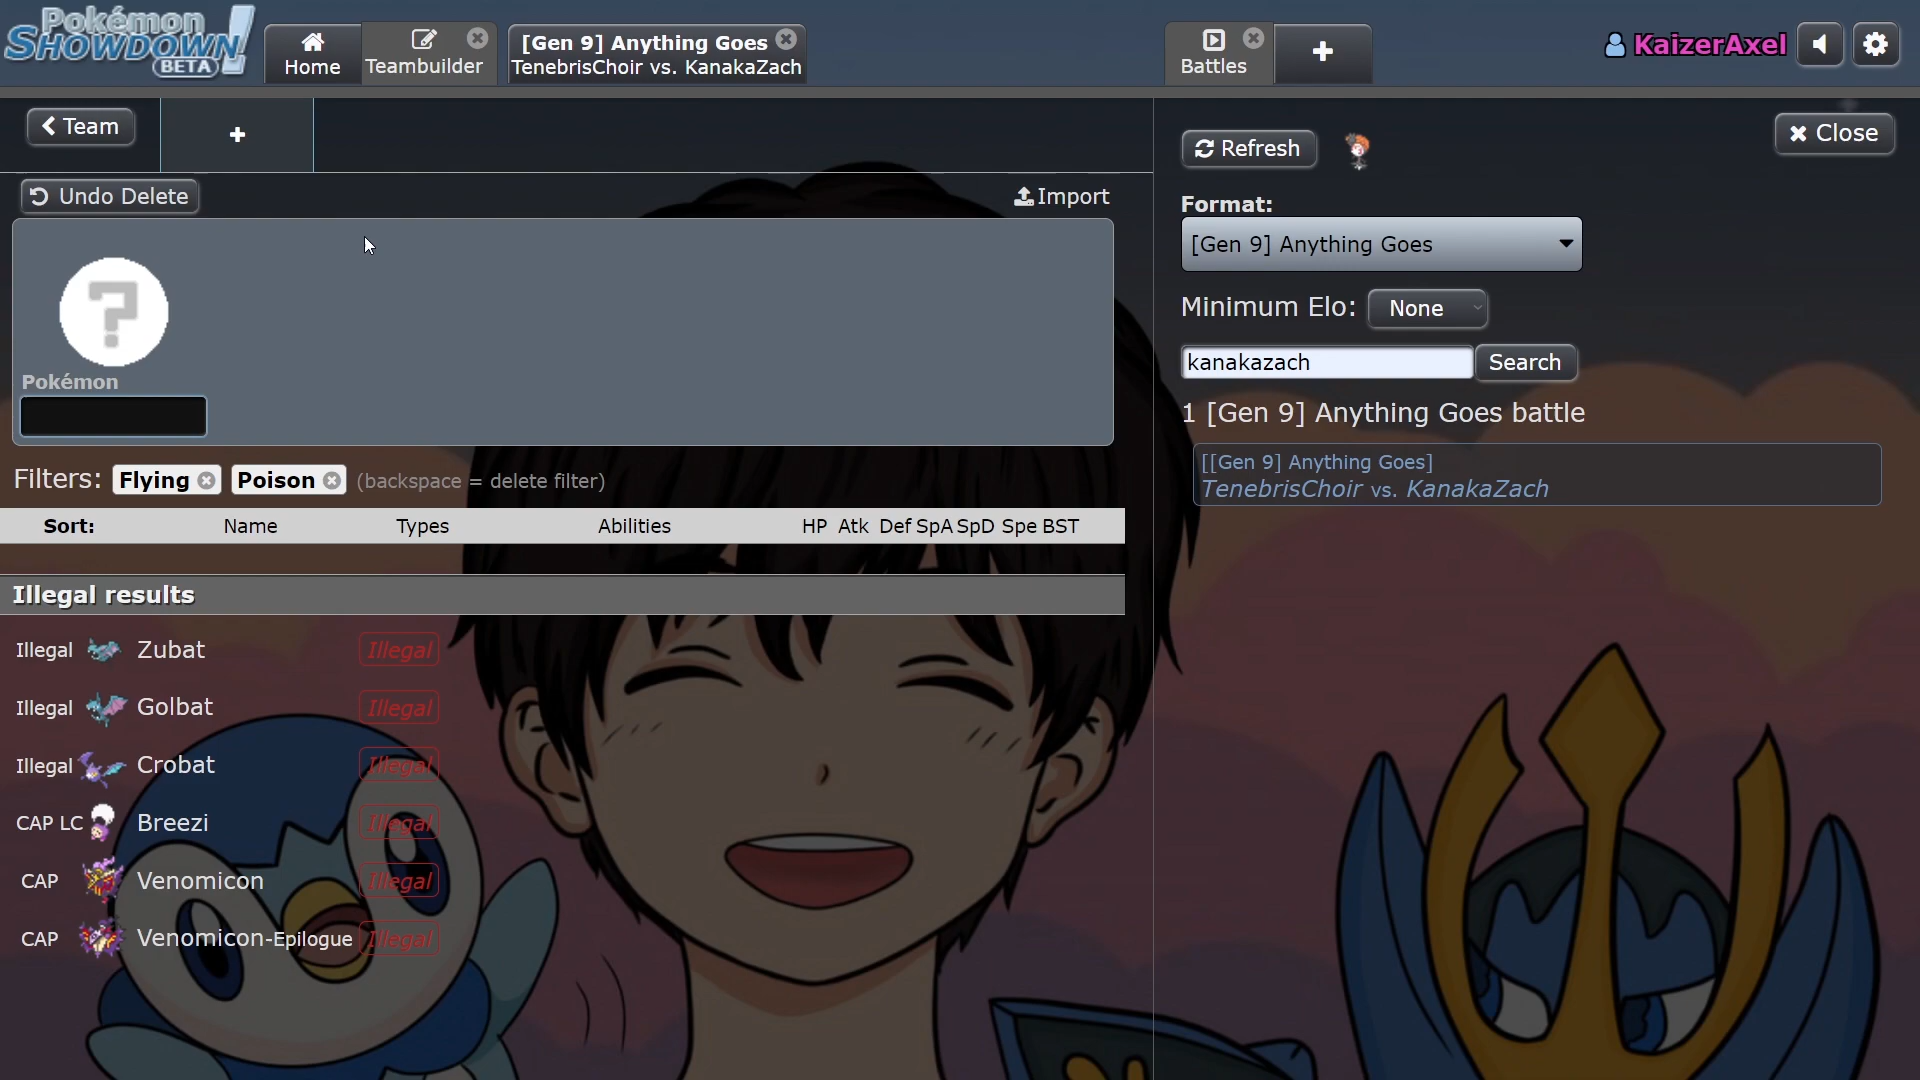 Pokémon
SHOWDOWN!
BETA
Home
Teambuilder
[Gen 9] Anything Goes
TenebrisChoir vs. KanakaZach
Battles
KaizerAxel
Team
Undo Delete
Import
Pokémon
Filters: Flying Poison (backspace = delete filter)
Sort: Name Types Abilities HP Atk Def SpA SpD Spe BST
Illegal results
Illegal Zubat Illegal
Illegal Golbat Illegal
Illegal Crobat Illegal
CAP LC Breezi Illegal
CAP Venomicon Illegal
CAP Venomicon-Epilogue Illegal
Refresh
Close
Format:
[Gen 9] Anything Goes
Minimum Elo: None
kanakazach Search
1 [Gen 9] Anything Goes battle
[[Gen 9] Anything Goes]
TenebrisChoir vs. KanakaZach